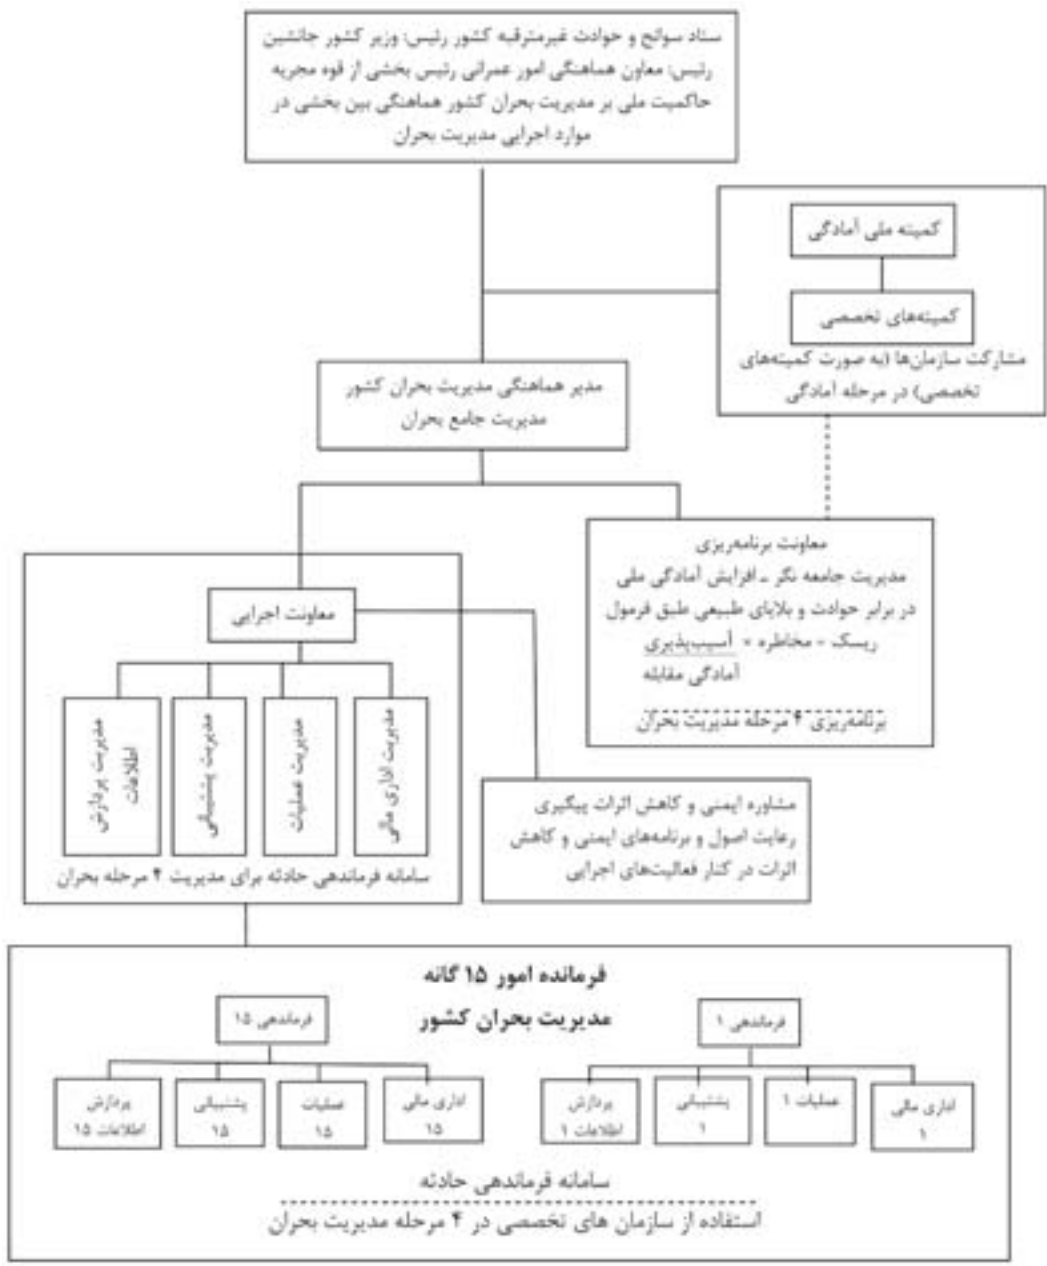 ستاد سوانح و حوادث غیرمترقبه کشور رئیس: وزیر کشور جانشین
رئیس: معاون هماهنگی امور عمرانی رئیس بخشی از قوه مجریه
حاکمیت ملی بر مدیریت بحران کشور هماهنگی بین بخشی در
موارد اجرایی مدیریت بحران
کمیته ملی آمادگی
کمیته‌های تخصصی
مشارکت سازمان‌ها (به صورت کمیته‌های
تخصصی) در مرحله آمادگی
مدیر هماهنگی مدیریت بحران کشور
مدیریت جامع بحران
معاونت برنامه‌ریزی
مدیریت جامعه نگر ـ افزایش آمادگی ملی
در برابر حوادث و بلایای طبیعی طبق فرمول
ریسک = مخاطره × آسیب‌پذیری
آمادگی مقابله
برنامه‌ریزی ۴ مرحله مدیریت بحران
معاونت اجرایی
مدیریت اداری مالی
مدیریت عملیات
مدیریت پشتیبانی
مدیریت پردازش
اطلاعات
سامانه فرماندهی حادثه برای مدیریت ۴ مرحله بحران
مشاوره ایمنی و کاهش اثرات پیگیری
رعایت اصول و برنامه‌های ایمنی و کاهش
اثرات در کنار فعالیت‌های اجرایی
فرمانده امور ۱۵ گانه
مدیریت بحران کشور
فرماندهی ۱
اداری مالی
۱
عملیات ۱
پشتیبانی
۱
پردازش
اطلاعات ۱
فرماندهی ۱۵
اداری مالی
۱۵
عملیات
۱۵
پشتیبانی
۱۵
پردازش
اطلاعات ۱۵
سامانه فرماندهی حادثه
استفاده از سازمان های تخصصی در ۴ مرحله مدیریت بحران